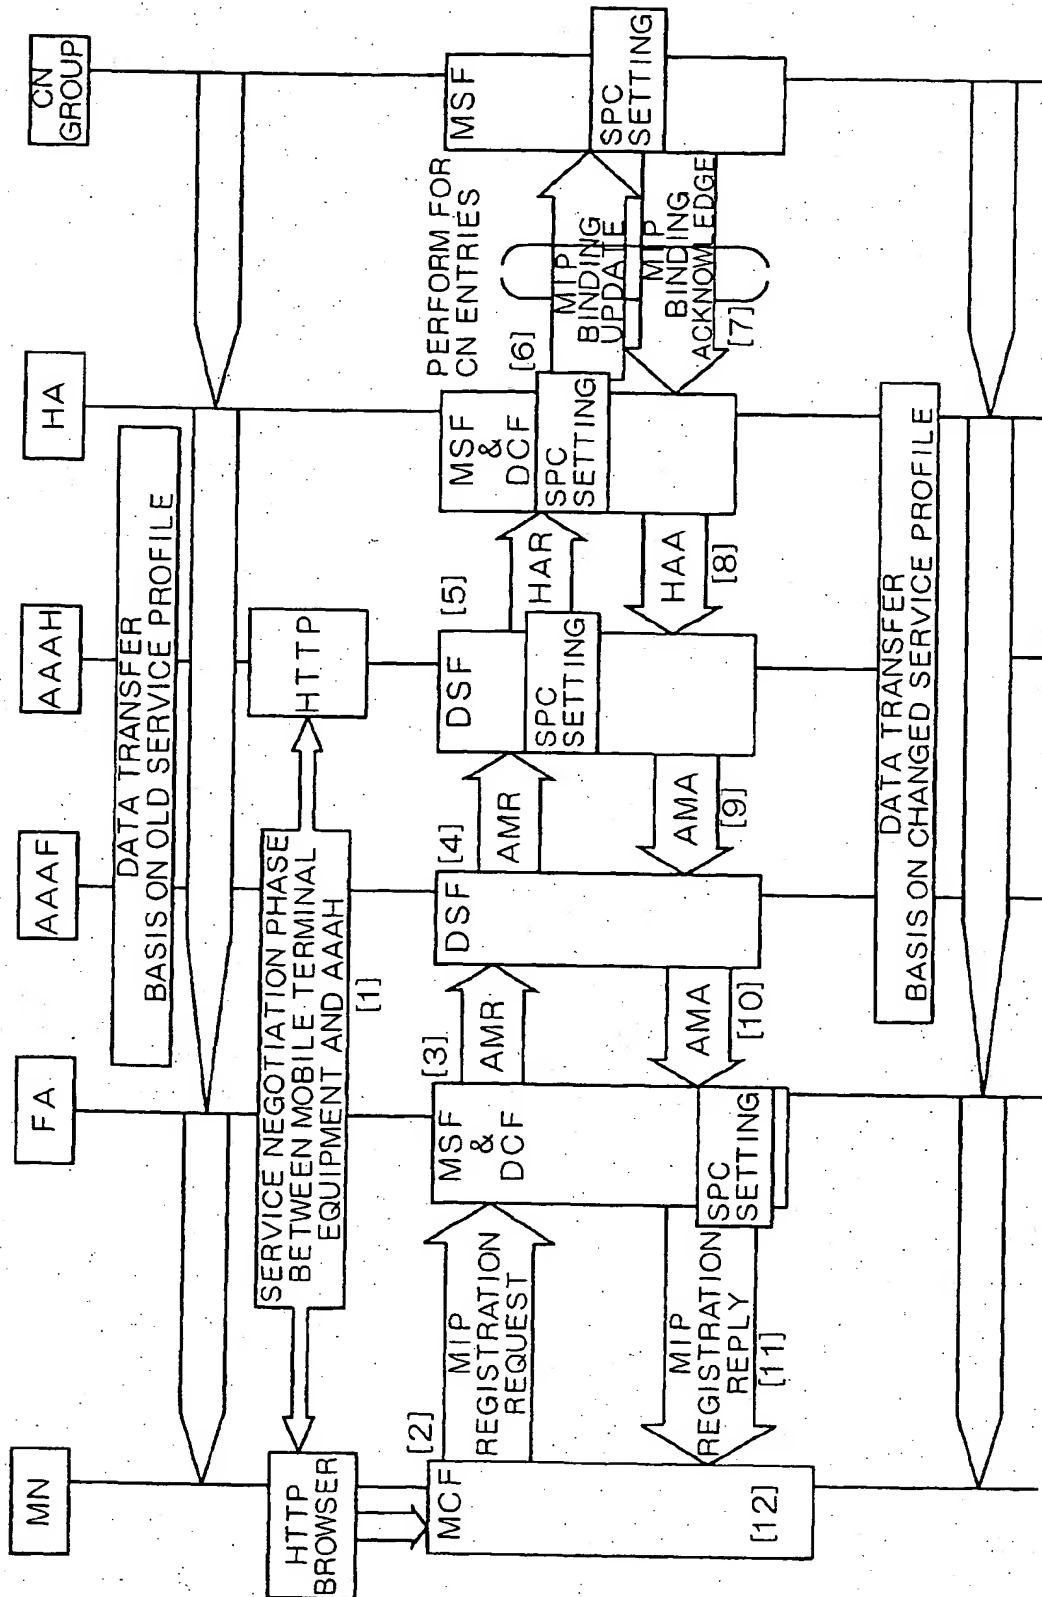 MN
FA
AAAF
AAAH
HA
CN
GROUP
DATA TRANSFER
BASIS ON OLD SERVICE PROFILE
HTTP
BROWSER
SERVICE NEGOTIATION PHASE
BETWEEN MOBILE TERMINAL
EQUIPMENT AND AAAH
[1]
HTTP
MCF
[2]
MIP
REGISTRATION
REQUEST
MSF
&
DCF
[3]
AMR
DSF
[4]
AMR
DSF
SPC
SETTING
[5]
HAR
MSF
&
DCF
SPC
SETTING
PERFORM FOR
CN ENTRIES
[6]
MIP
BINDING
UPDATE
MSF
SPC
SETTING
MIP
BINDING
ACKNOWLEDGE
[7]
HAA
[8]
AMA
[9]
AMA
[10]
SPC
SETTING
MIP
REGISTRATION
REPLY
[11]
[12]
DATA TRANSFER
BASIS ON CHANGED SERVICE PROFILE